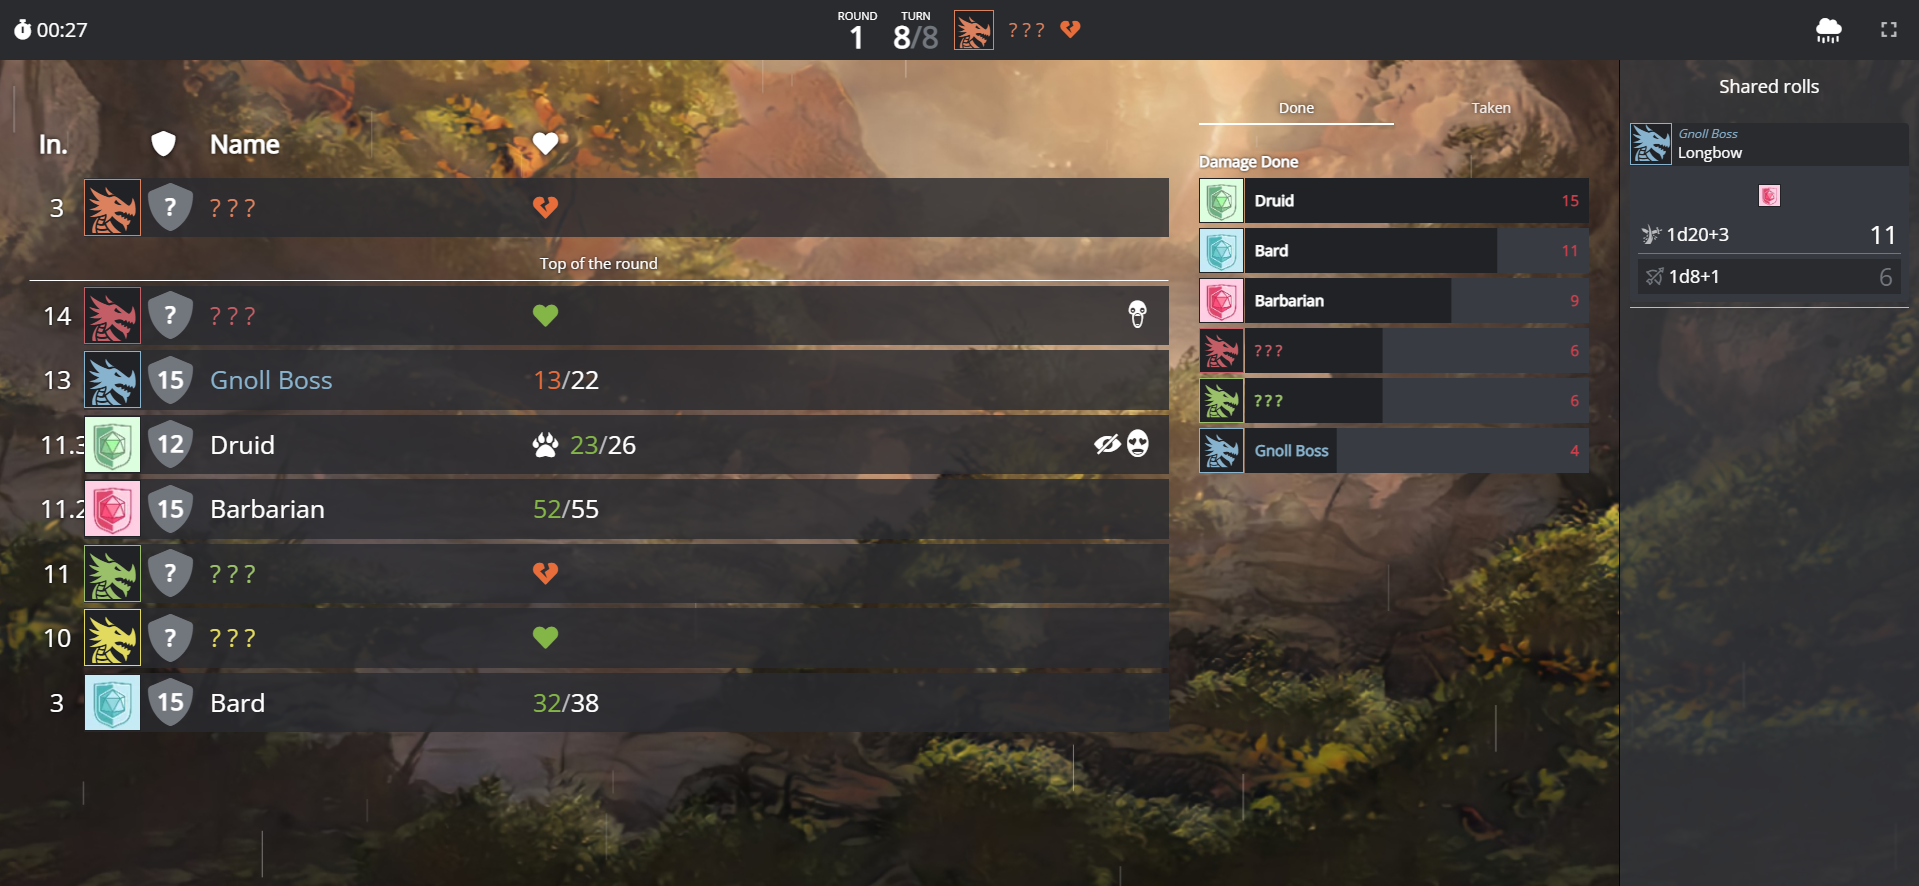 00:27
ROUND
1
TURN
8/8
? ? ?
In.
Name
3
?
? ? ?
Top of the round
14
?
? ? ?
13
15
Gnoll Boss
13/22
11.3
12
Druid
23/26
11.2
15
Barbarian
52/55
11
?
? ? ?
10
?
? ? ?
3
15
Bard
32/38
Done
Taken
Damage Done
Druid
15
Bard
11
Barbarian
9
? ? ?
6
? ? ?
6
Gnoll Boss
4
Shared rolls
Gnoll Boss
Longbow
1d20+3
11
1d8+1
6